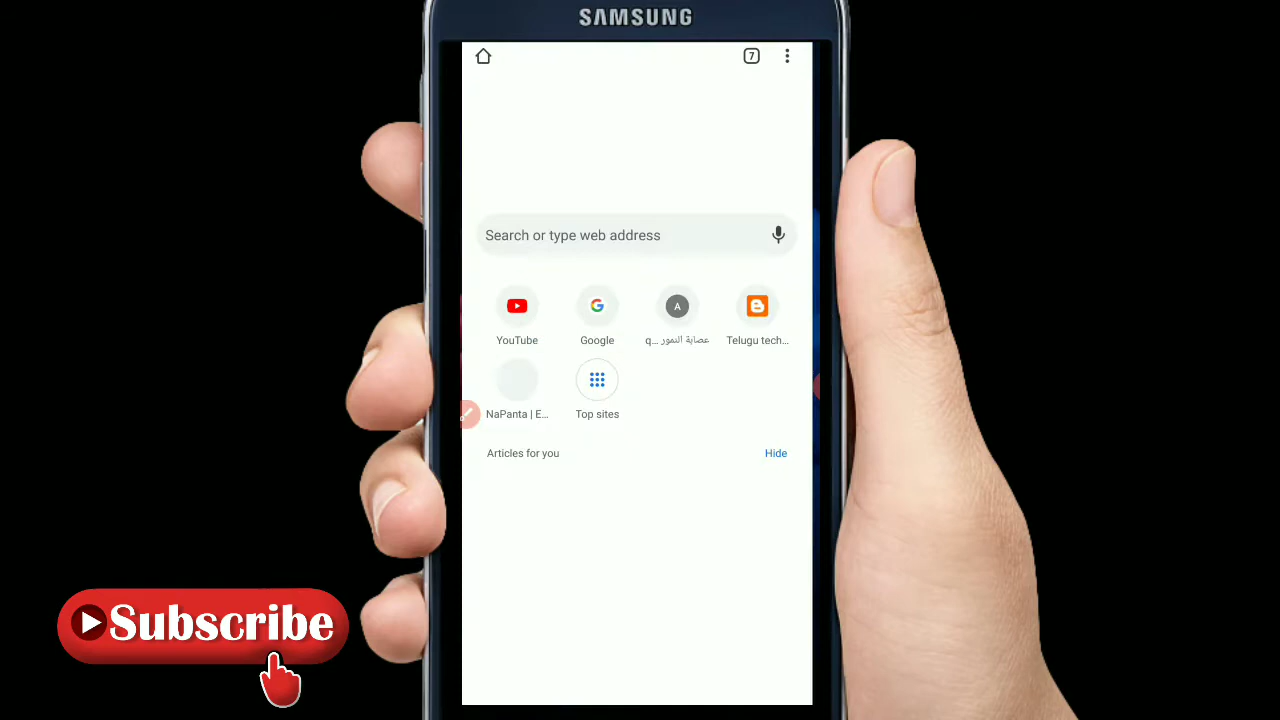 SAMSUNG
7
Search or type web address
YouTube
Google
A
q... عصابة النمور
Telugu tech...
NaPanta | E...
Top sites
Articles for you
Hide
Subscribe